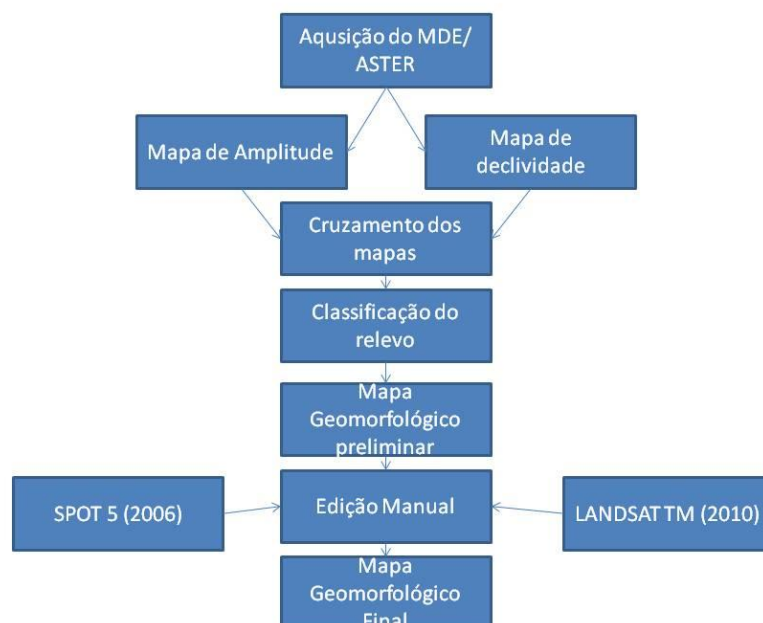 Aqusição do MDE/
ASTER
Mapa de Amplitude
Mapa de
declividade
Cruzamento dos
mapas
Classificação do
relevo
Mapa
Geomorfológico
preliminar
SPOT 5 (2006)
Edição Manual
LANDSAT TM (2010)
Mapa
Geomorfológico
Final